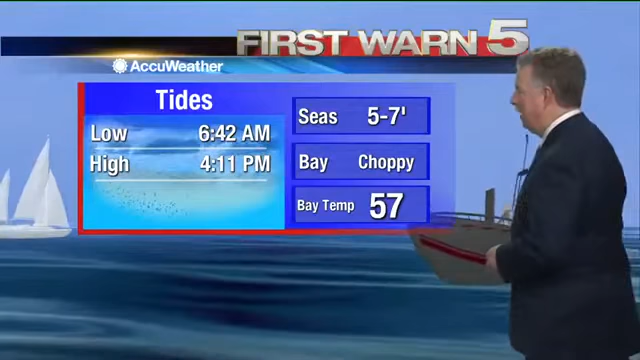 FIRST WARN 5
AccuWeather
Tides
Low 6:42 AM
High 4:11 PM
Seas 5-7'
Bay Choppy
Bay Temp 57